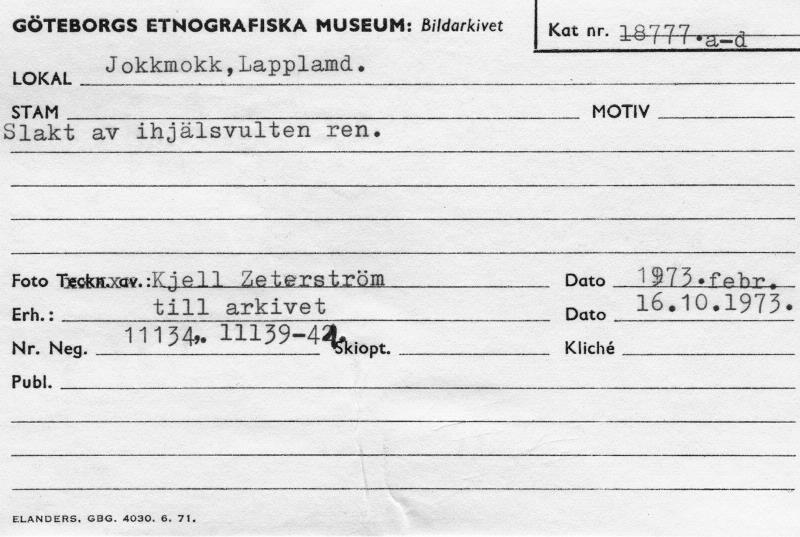 GÖTEBORGS ETNOGRAFISKA MUSEUM: Bildarkivet
Kat nr. 18777.a-d
LOKAL Jokkmokk,Lapplamd.
STAM MOTIV
Slakt av ihjälsvulten ren.
Foto Teckn. av.: Kjell Zeterström Dato 1973.febr.
Erh.: till arkivet Dato 16.10.1973.
Nr. Neg. 11134,. 11139-42. Skiopt. Kliché
Publ.
ELANDERS, GBG. 4030. 6. 71.